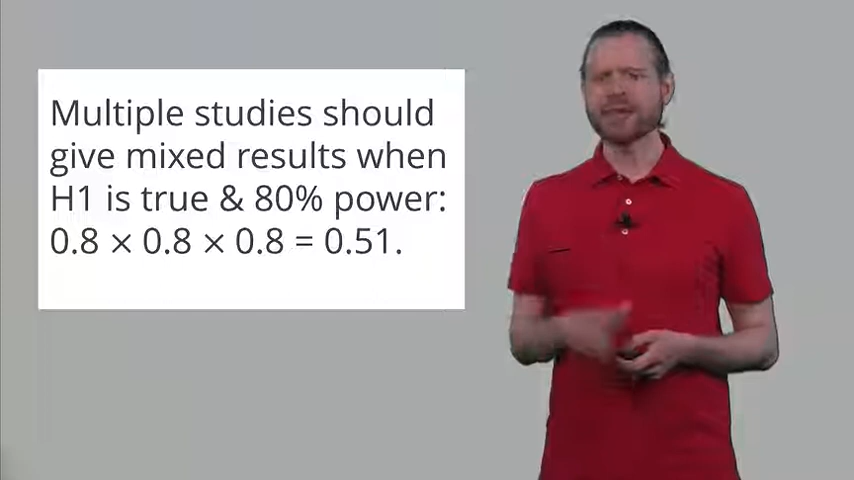 Multiple studies should
give mixed results when
H1 is true & 80% power:
0.8 × 0.8 × 0.8 = 0.51.